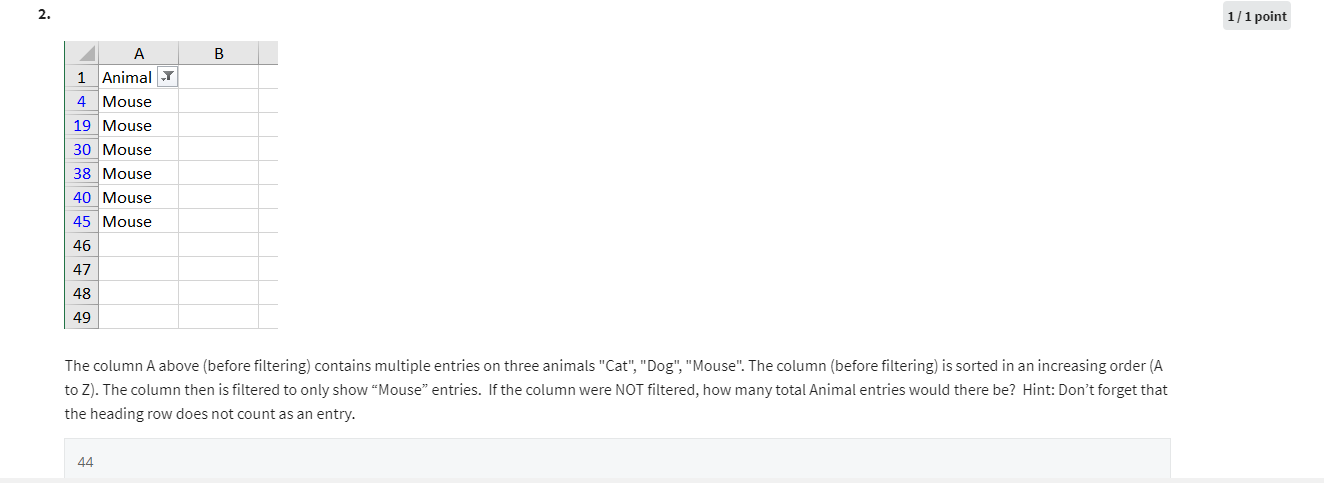 2.
1 / 1 point
A B
1 Animal
4 Mouse
19 Mouse
30 Mouse
38 Mouse
40 Mouse
45 Mouse
46
47
48
49
The column A above (before filtering) contains multiple entries on three animals "Cat", "Dog", "Mouse". The column (before filtering) is sorted in an increasing order (A
to Z). The column then is filtered to only show “Mouse” entries.  If the column were NOT filtered, how many total Animal entries would there be?  Hint: Don’t forget that
the heading row does not count as an entry.
44